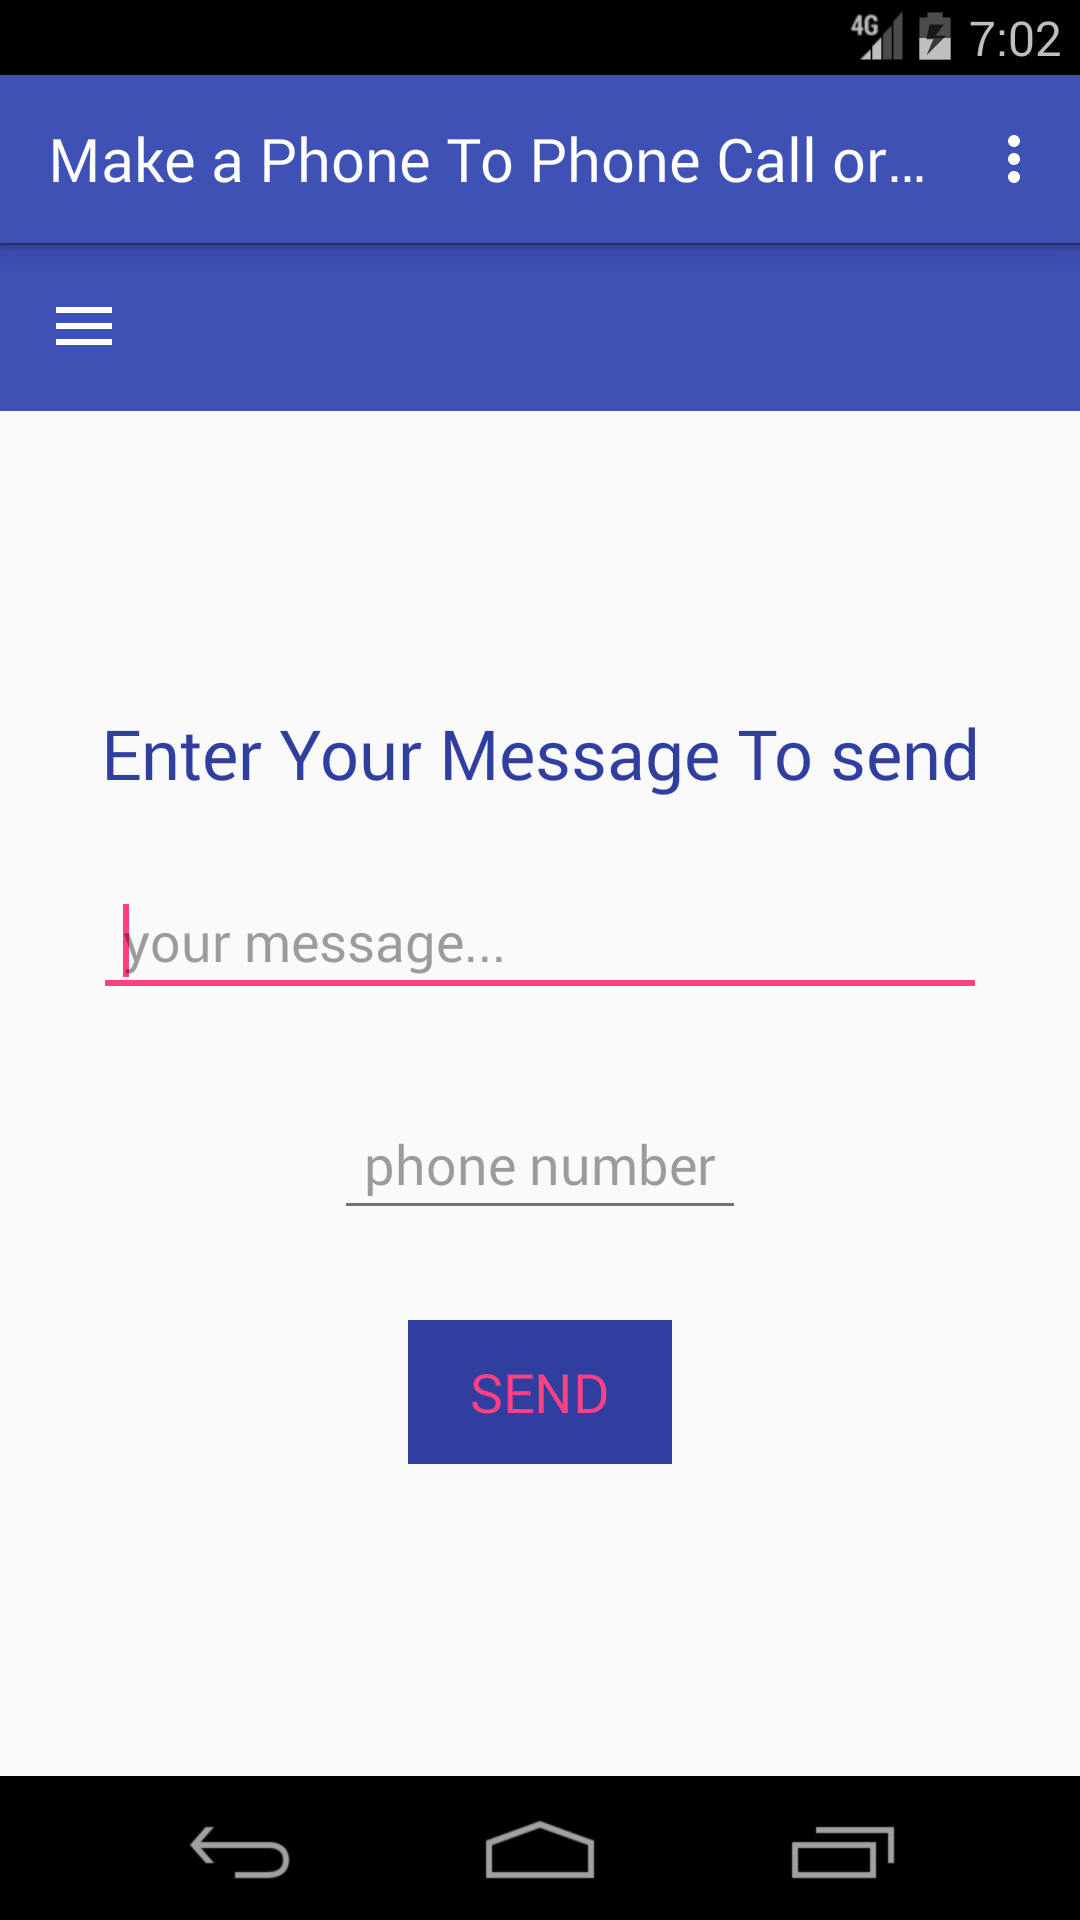 4G 7:02
Make a Phone To Phone Call or...
Enter Your Message To send
your message...
phone number
SEND